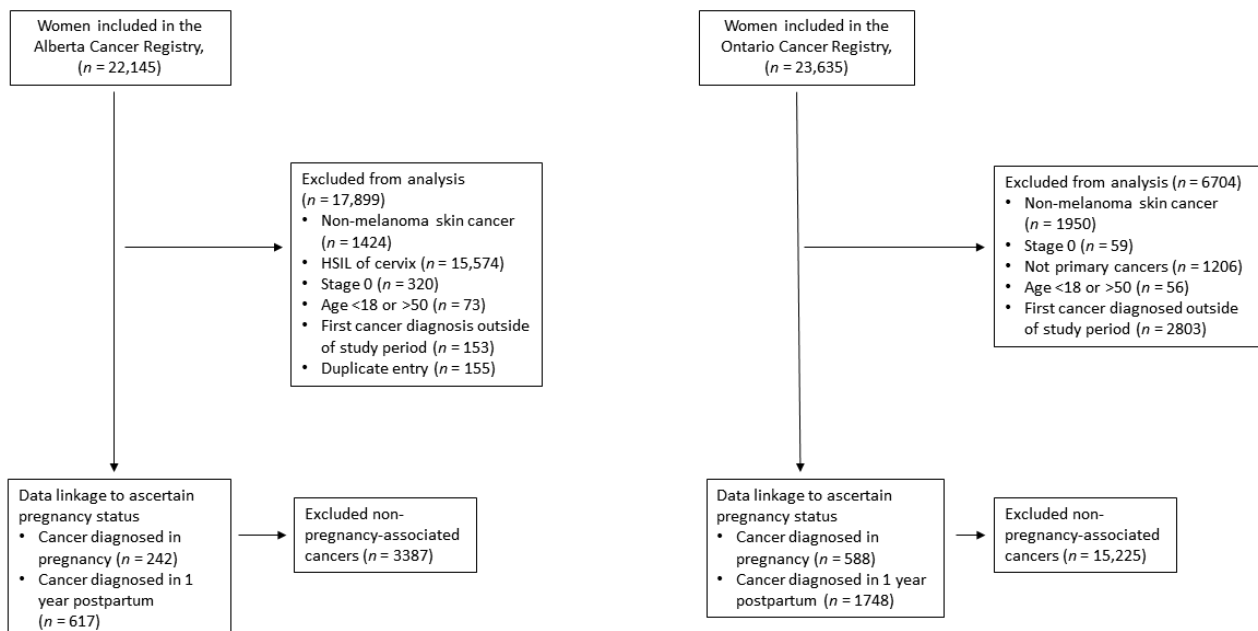 Women included in the
Alberta Cancer Registry,
(n = 22,145)
Excluded from analysis
(n = 17,899)
• Non-melanoma skin cancer
(n = 1424)
• HSIL of cervix (n = 15,574)
• Stage 0 (n = 320)
• Age <18 or >50 (n = 73)
• First cancer diagnosis outside
of study period (n = 153)
• Duplicate entry (n = 155)
Data linkage to ascertain
pregnancy status
• Cancer diagnosed in
pregnancy (n = 242)
• Cancer diagnosed in 1
year postpartum
(n = 617)
Excluded non-
pregnancy-associated
cancers (n = 3387)
Women included in the
Ontario Cancer Registry,
(n = 23,635)
Excluded from analysis (n = 6704)
• Non-melanoma skin cancer
(n = 1950)
• Stage 0 (n = 59)
• Not primary cancers (n = 1206)
• Age <18 or >50 (n = 56)
• First cancer diagnosed outside
of study period (n = 2803)
Data linkage to ascertain
pregnancy status
• Cancer diagnosed in
pregnancy (n = 588)
• Cancer diagnosed in 1 year
postpartum (n = 1748)
Excluded non-
pregnancy-associated
cancers (n = 15,225)